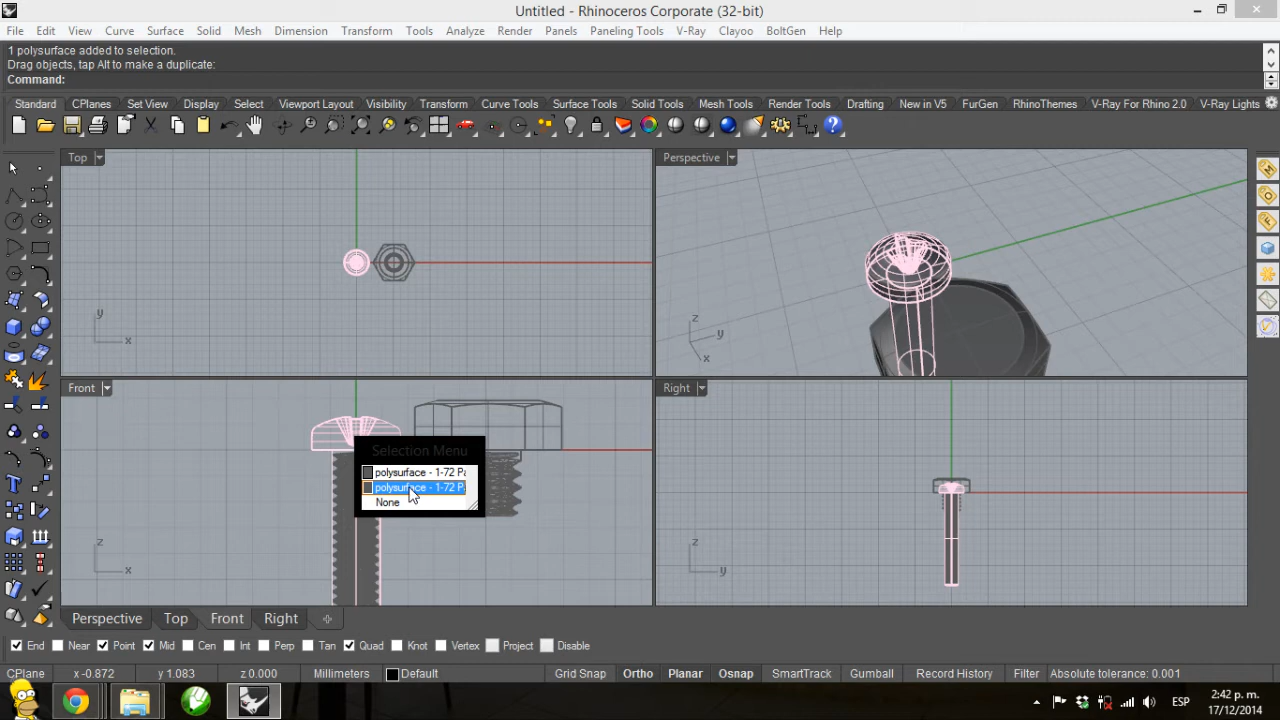 Untitled - Rhinoceros Corporate (32-bit)
File Edit View Curve Surface Solid Mesh Dimension Transform Tools Analyze Render Panels Paneling Tools V-Ray Clayoo BoltGen Help
1 polysurface added to selection.
Drag objects, tap Alt to make a duplicate:
Command:
Standard CPlanes Set View Display Select Viewport Layout Visibility Transform Curve Tools Surface Tools Solid Tools Mesh Tools Render Tools Drafting New in V5 FurGen RhinoThemes V-Ray For Rhino 2.0 V-Ray Lights
Top
Perspective
y
x
z
y
x
Front
Right
Selection Menu
polysurface - 1-72 Pa
polysurface - 1-72 Pa
None
z
x
z
y
Perspective Top Front Right
End Near Point Mid Cen Int Perp Tan Quad Knot Vertex Project Disable
CPlane x -0.872 y 1.083 z 0.000 Millimeters Default Grid Snap Ortho Planar Osnap SmartTrack Gumball Record History Filter Absolute tolerance: 0.001
ESP
2:42 p. m.
17/12/2014